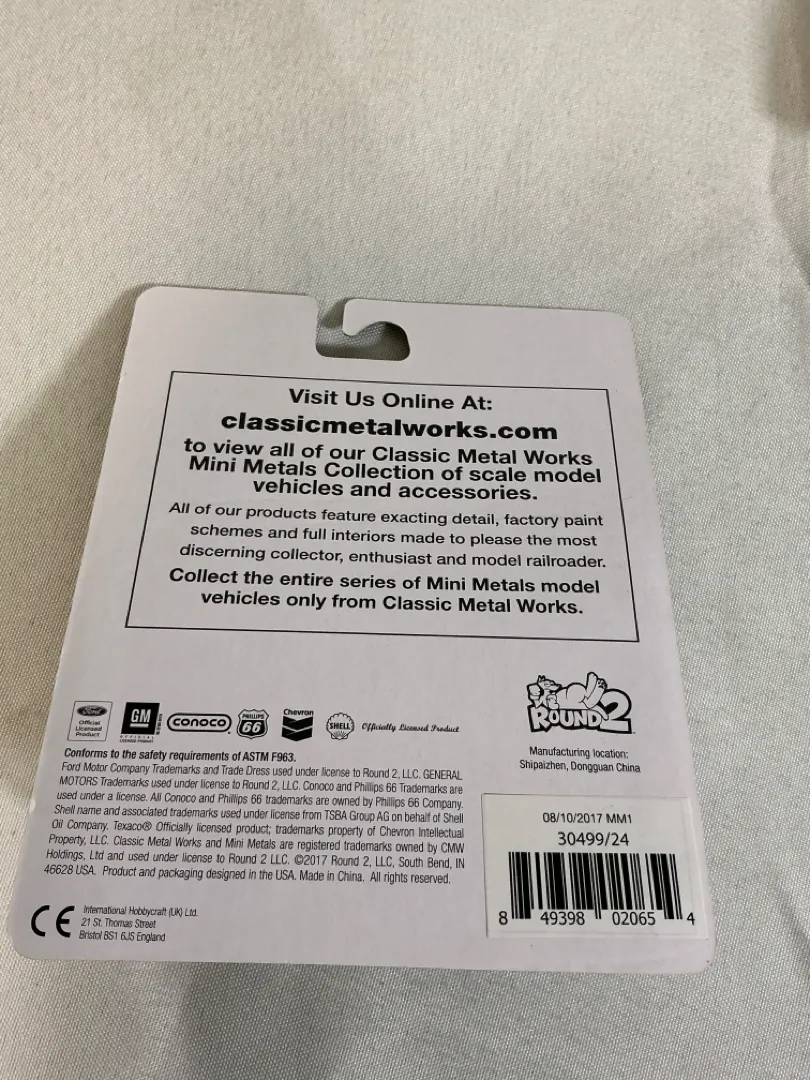 Visit Us Online At:
classicmetalworks.com
to view all of our Classic Metal Works
Mini Metals Collection of scale model
vehicles and accessories.
All of our products feature exacting detail, factory paint
schemes and full interiors made to please the most
discerning collector, enthusiast and model railroader.
Collect the entire series of Mini Metals model
vehicles only from Classic Metal Works.
Ford
Official
Licensed
Product
GM
conoco
PHILLIPS
66
Chevron
SHELL
Officially Licensed Product
ROUND 2
Manufacturing location:
Shipaizhen, Dongguan China
Conforms to the safety requirements of ASTM F963.
Ford Motor Company Trademarks and Trade Dress used under license to Round 2, LLC. GENERAL
MOTORS Trademarks used under license to Round 2, LLC. Conoco and Phillips 66 Trademarks are
used under a license. All Conoco and Phillips 66 trademarks are owned by Phillips 66 Company.
Shell name and associated trademarks used under license from TSBA Group AG on behalf of Shell
Oil Company. Texaco® Officially licensed product; trademarks property of Chevron Intellectual
Property, LLC. Classic Metal Works and Mini Metals are registered trademarks owned by CMW
Holdings, Ltd and used under license to Round 2 LLC. ©2017 Round 2, LLC, South Bend, IN
46628 USA. Product and packaging designed in the USA. Made in China. All rights reserved.
CE
International Hobbycraft (UK) Ltd.
21 St. Thomas Street
Bristol BS1 6JS England
08/10/2017 MM1
30499/24
8 49398 02065 4